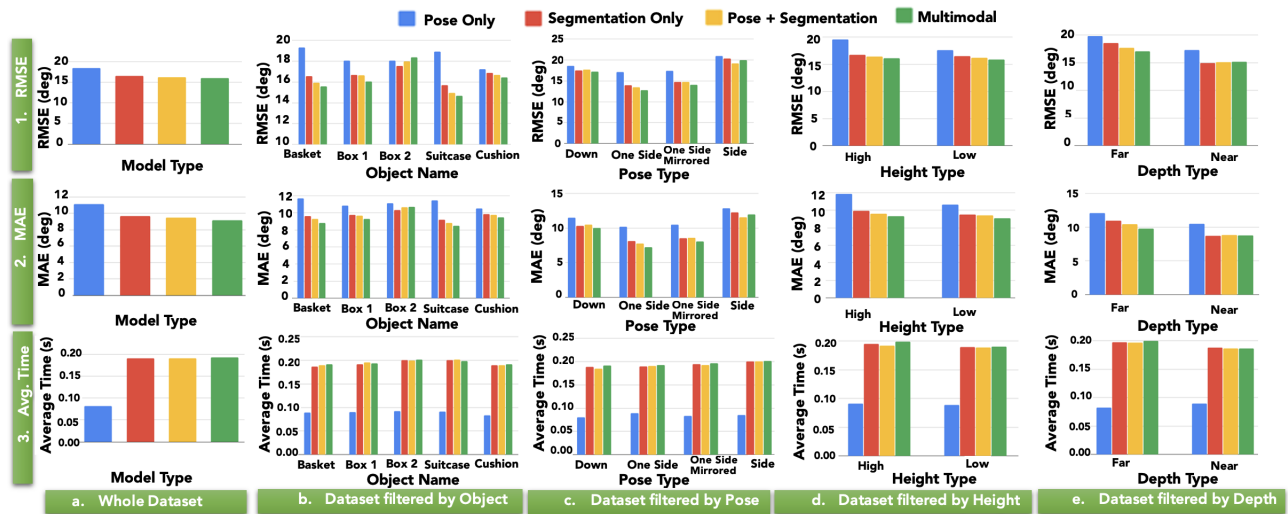 Pose Only Segmentation Only Pose + Segmentation Multimodal
1. RMSE
RMSE (deg)
20
15
10
5
0
Model Type
RMSE (deg)
20
18
16
14
12
10
Basket Box 1 Box 2 Suitcase Cushion
Object Name
RMSE (deg)
25
20
15
10
5
0
Down One Side One Side Mirrored Side
Pose Type
RMSE (deg)
20
15
10
5
0
High Low
Height Type
RMSE (deg)
20
15
10
5
0
Far Near
Depth Type
2. MAE
MAE (deg)
12
10
8
6
4
2
0
Model Type
MAE (deg)
12
10
8
6
4
2
0
Basket Box 1 Box 2 Suitcase Cushion
Object Name
MAE (deg)
15
10
5
0
Down One Side One Side Mirrored Side
Pose Type
MAE (deg)
12
10
8
6
4
2
0
High Low
Height Type
MAE (deg)
15
10
5
0
Far Near
Depth Type
3. Avg. Time
Average Time (s)
0.20
0.15
0.10
0.05
0.00
Model Type
Average Time (s)
0.25
0.20
0.15
0.10
0.05
0.00
Basket Box 1 Box 2 Suitcase Cushion
Object Name
Average Time (s)
0.25
0.20
0.15
0.10
0.05
0.00
Down One Side One Side Mirrored Side
Pose Type
Average Time (s)
0.20
0.15
0.10
0.05
0.00
High Low
Height Type
Average Time (s)
0.20
0.15
0.10
0.05
0.00
Far Near
Depth Type
a. Whole Dataset
b. Dataset filtered by Object
c. Dataset filtered by Pose
d. Dataset filtered by Height
e. Dataset filtered by Depth